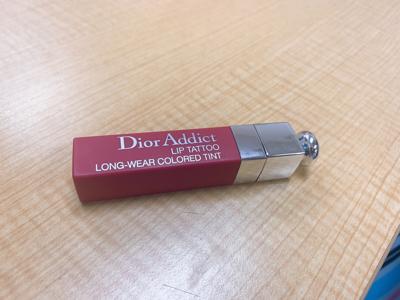 Dior Addict
LIP TATTOO
LONG-WEAR COLORED TINT